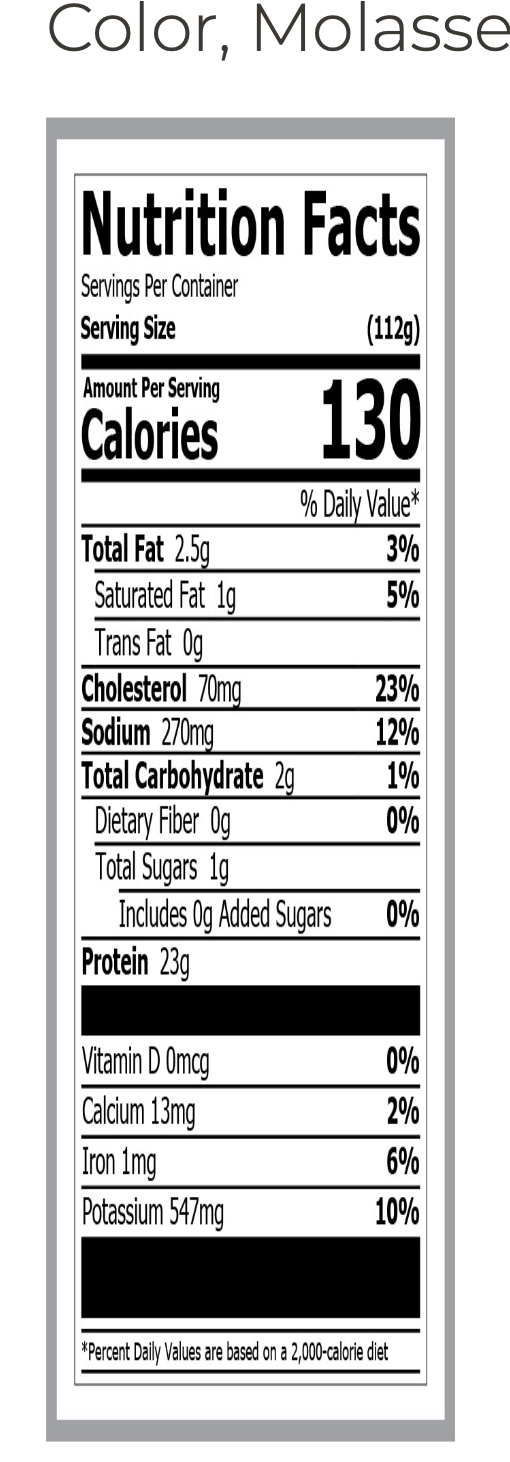 Color, Molasse
Nutrition Facts
Servings Per Container
Serving Size (112g)
Amount Per Serving
Calories 130
% Daily Value*
Total Fat 2.5g 3%
Saturated Fat 1g 5%
Trans Fat 0g
Cholesterol 70mg 23%
Sodium 270mg 12%
Total Carbohydrate 2g 1%
Dietary Fiber 0g 0%
Total Sugars 1g
Includes 0g Added Sugars 0%
Protein 23g
Vitamin D 0mcg 0%
Calcium 13mg 2%
Iron 1mg 6%
Potassium 547mg 10%
*Percent Daily Values are based on a 2,000-calorie diet